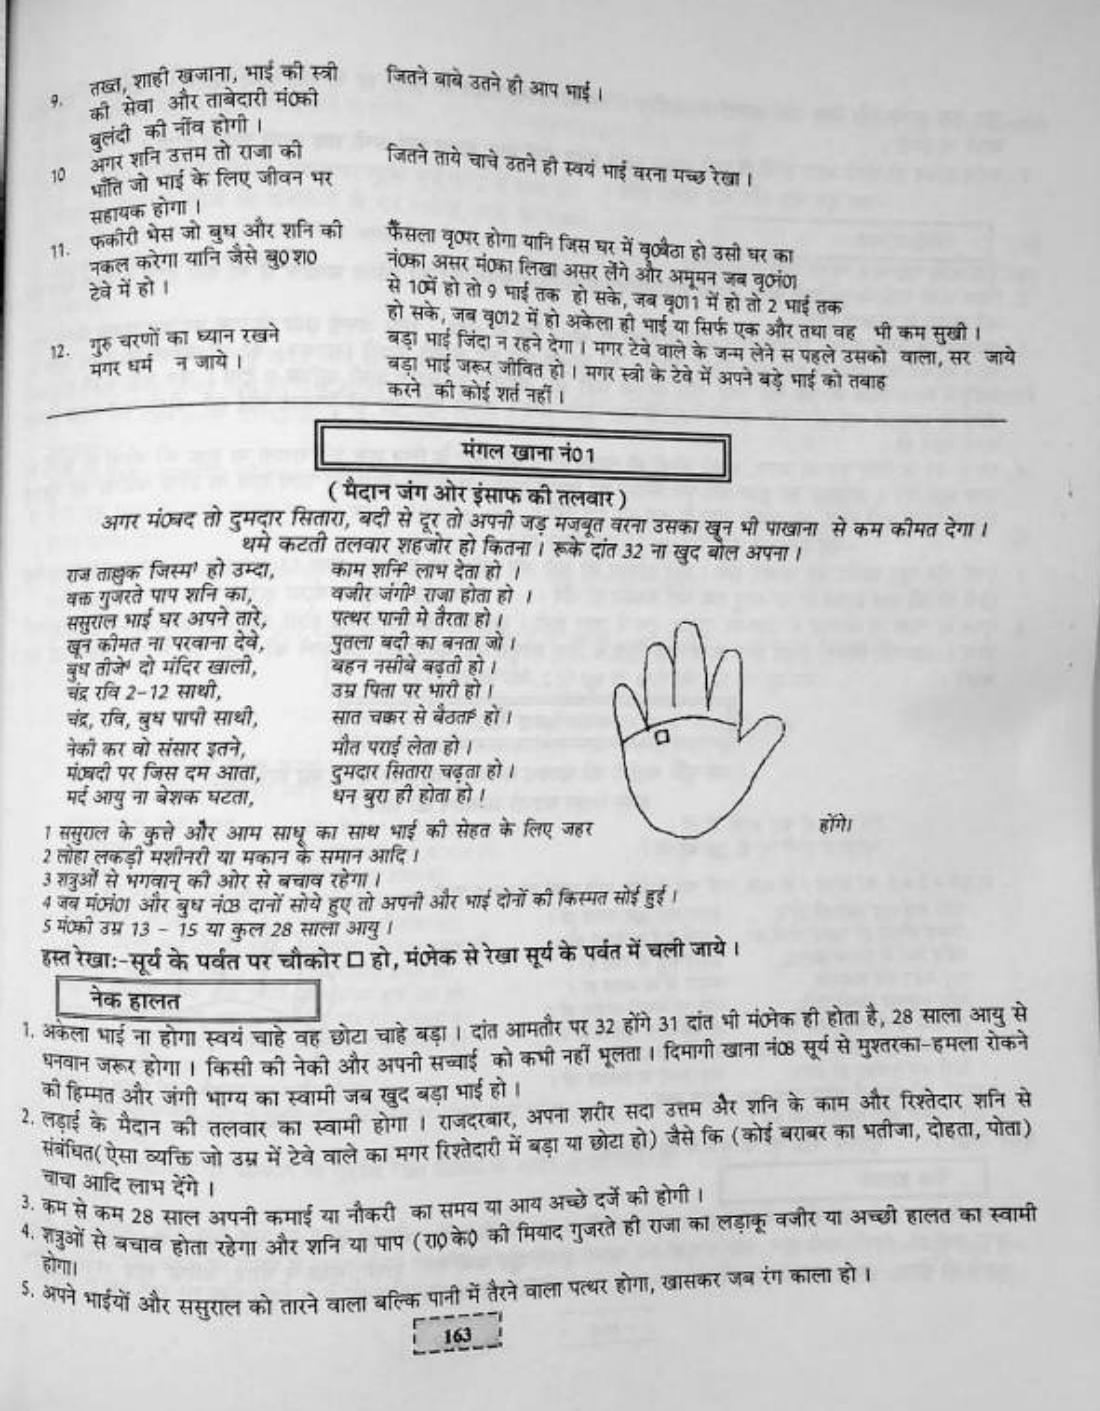 9. तख्त, शाही खजाना, भाई की स्त्री
की सेवा और ताबेदारी मं०की
बुलंदी की नींव होगी ।
जितने बाबे उतने ही आप भाई ।
10 अगर शनि उत्तम तो राजा की
भाँति जो भाई के लिए जीवन भर
सहायक होगा ।
जितने ताये चाचे उतने ही स्वयं भाई वरना मच्छ रेखा ।
11. फकीरी भेस जो बुध और शनि की
नकल करेगा यानि जैसे बु० श०
टेवे में हो ।
फैंसला वृ०पर होगा यानि जिस घर में वृ०बैठा हो उसी घर का
नं०का असर मं०का लिखा असर लेंगे और अमूमन जब वृ०नं०1
से 10में हो तो 9 भाई तक हो सके, जब वृ०11 में हो तो 2 भाई तक
हो सके, जब वृ०12 में हो अकेला ही भाई या सिर्फ एक और तथा वह भी कम सुखी ।
12. गुरु चरणों का ध्यान रखने
मगर धर्म न जाये ।
बड़ा भाई जिंदा न रहने देगा । मगर टेवे वाले के जन्म लेने स पहले उसको वाला, सर जाये
बड़ा भाई जरूर जीवित हो । मगर स्त्री के टेवे में अपने बड़े भाई को तबाह
करने की कोई शर्त नहीं ।
मंगल खाना नं०1
( मैदान जंग ओर इंसाफ की तलवार )
अगर मं०बद तो दुमदार सितारा, बदी से दूर तो अपनी जड़ मजबूत वरना उसका खून भी पाखाना से कम कीमत देगा ।
थमे कटती तलवार शहजोर हो कितना । रूके दांत 32 ना खुद बोल अपना ।
राज ताल्लुक जिस्म¹ हो उम्दा, काम शनि² लाभ देता हो ।
वक्त गुजरते पाप शनि का, वजीर जंगी³ राजा होता हो ।
ससुराल भाई घर अपने तारे, पत्थर पानी मे तैरता हो ।
खून कीमत ना परवाना देवे, पुतला बदी का बनता जो ।
बुध तीजे⁴ दो मंदिर खाली, बहन नसीबे बढ़ती हो ।
चंद्र रवि 2-12 साथी, उम्र पिता पर भारी हो ।
चंद्र, रवि, बुध पापी साथी, सात चक्कर से बैठता⁵ हो ।
नेकी कर वो संसार इतने, मौत पराई लेता हो ।
मं०बदी पर जिस दम आता, दुमदार सितारा चढ़ता हो ।
मर्द आयु ना बेशक घटता, धन बुरा ही होता हो !
1 ससुराल के कुत्ते और आम साधू का साथ भाई की सेहत के लिए जहर होंगे।
2 लोहा लकड़ी मशीनरी या मकान के समान आदि ।
3 शत्रुओं से भगवान् की ओर से बचाव रहेगा ।
4 जब मं०नं०1 और बुध नं०3 दानों सोये हुए तो अपनी और भाई दोनों की किस्मत सोई हुई ।
5 मं०की उम्र 13 - 15 या कुल 28 साला आयु ।
हस्त रेखाः-सूर्य के पर्वत पर चौकोर □ हो, मं०नेक से रेखा सूर्य के पर्वत में चली जाये ।
नेक हालत
1. अकेला भाई ना होगा स्वयं चाहे वह छोटा चाहे बड़ा । दांत आमतौर पर 32 होंगे 31 दांत भी मं०नेक ही होता है, 28 साला आयु से
धनवान जरूर होगा । किसी की नेकी और अपनी सच्चाई को कभी नहीं भूलता । दिमागी खाना नं०8 सूर्य से मुश्तरका-हमला रोकने
की हिम्मत और जंगी भाग्य का स्वामी जब खुद बड़ा भाई हो ।
2. लड़ाई के मैदान की तलवार का स्वामी होगा । राजदरबार, अपना शरीर सदा उत्तम और शनि के काम और रिश्तेदार शनि से
संबंधित( ऐसा व्यक्ति जो उम्र में टेवे वाले का मगर रिश्तेदारी में बड़ा या छोटा हो) जैसे कि (कोई बराबर का भतीजा, दोहता, पोता)
चाचा आदि लाभ देंगे ।
3. कम से कम 28 साल अपनी कमाई या नौकरी का समय या आय अच्छे दर्जे की होगी ।
4. शत्रुओं से बचाव होता रहेगा और शनि या पाप (रा० के०) की मियाद गुजरते ही राजा का लड़ाकू वजीर या अच्छी हालत का स्वामी
होगा।
5. अपने भाईयों और ससुराल को तारने वाला बल्कि पानी में तैरने वाला पत्थर होगा, खासकर जब रंग काला हो ।
163